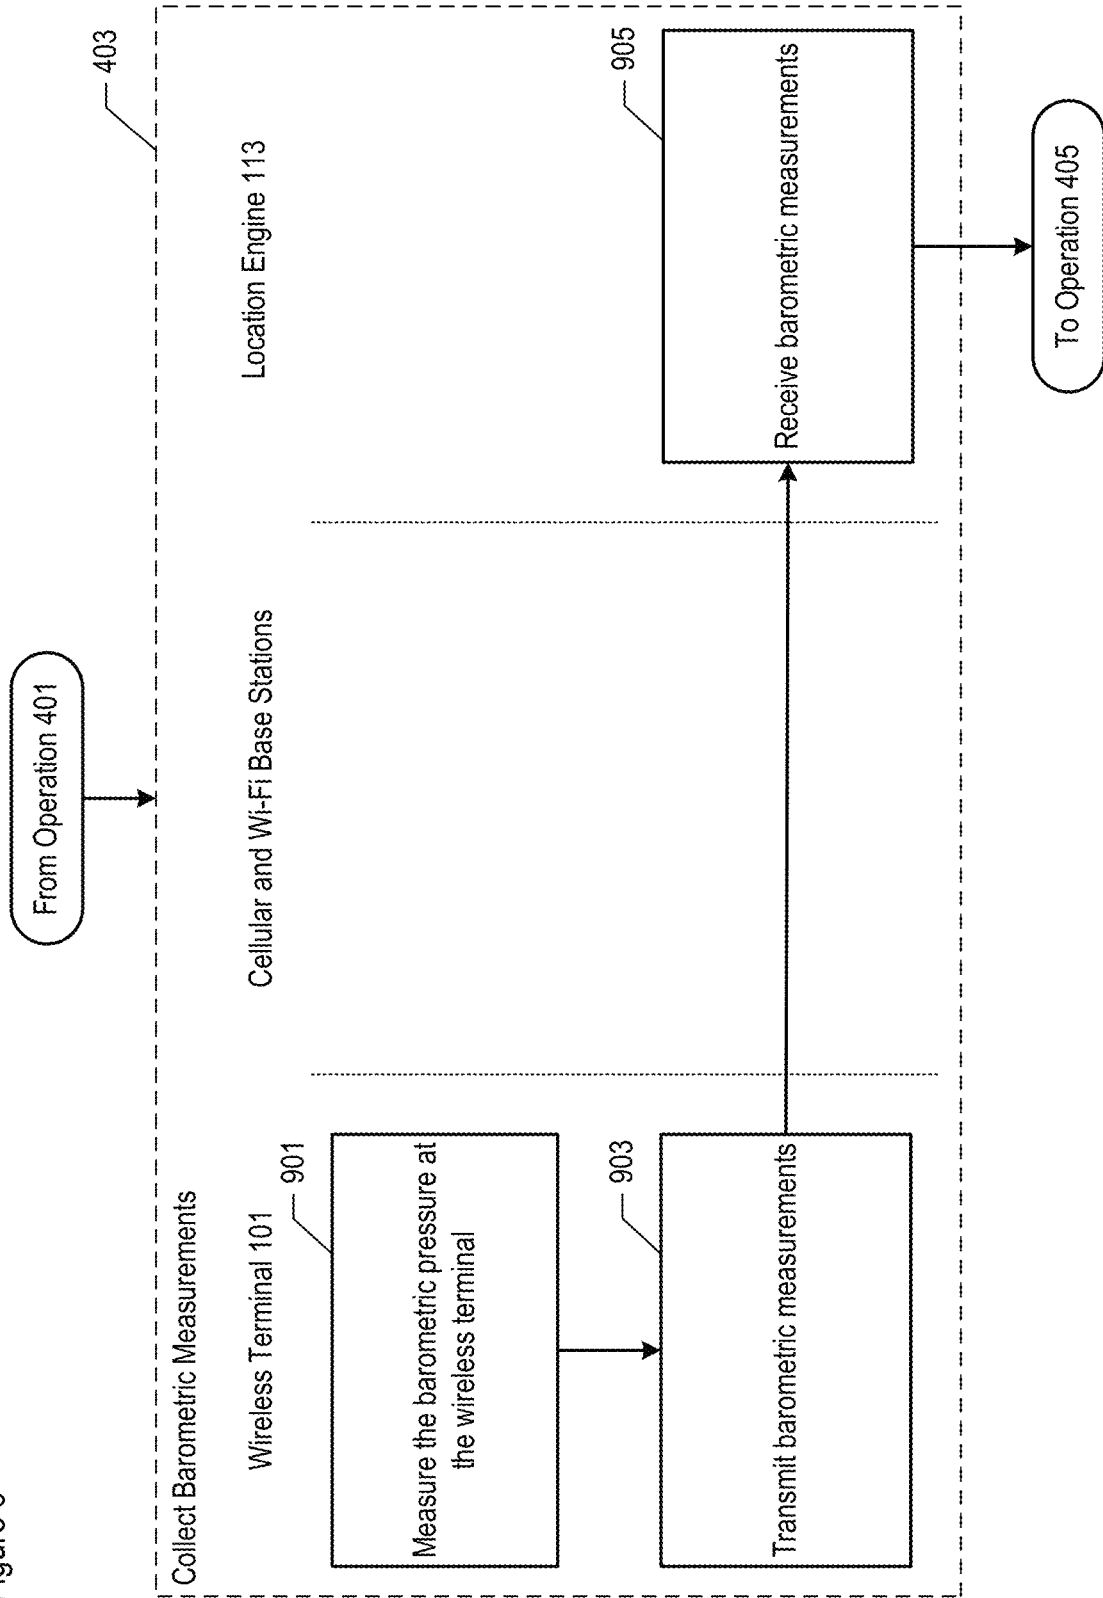 From Operation 401
403
Collect Barometric Measurements
Wireless Terminal 101
Cellular and Wi-Fi Base Stations
Location Engine 113
901
Measure the barometric pressure at
the wireless terminal
903
Transmit barometric measurements
905
Receive barometric measurements
To Operation 405